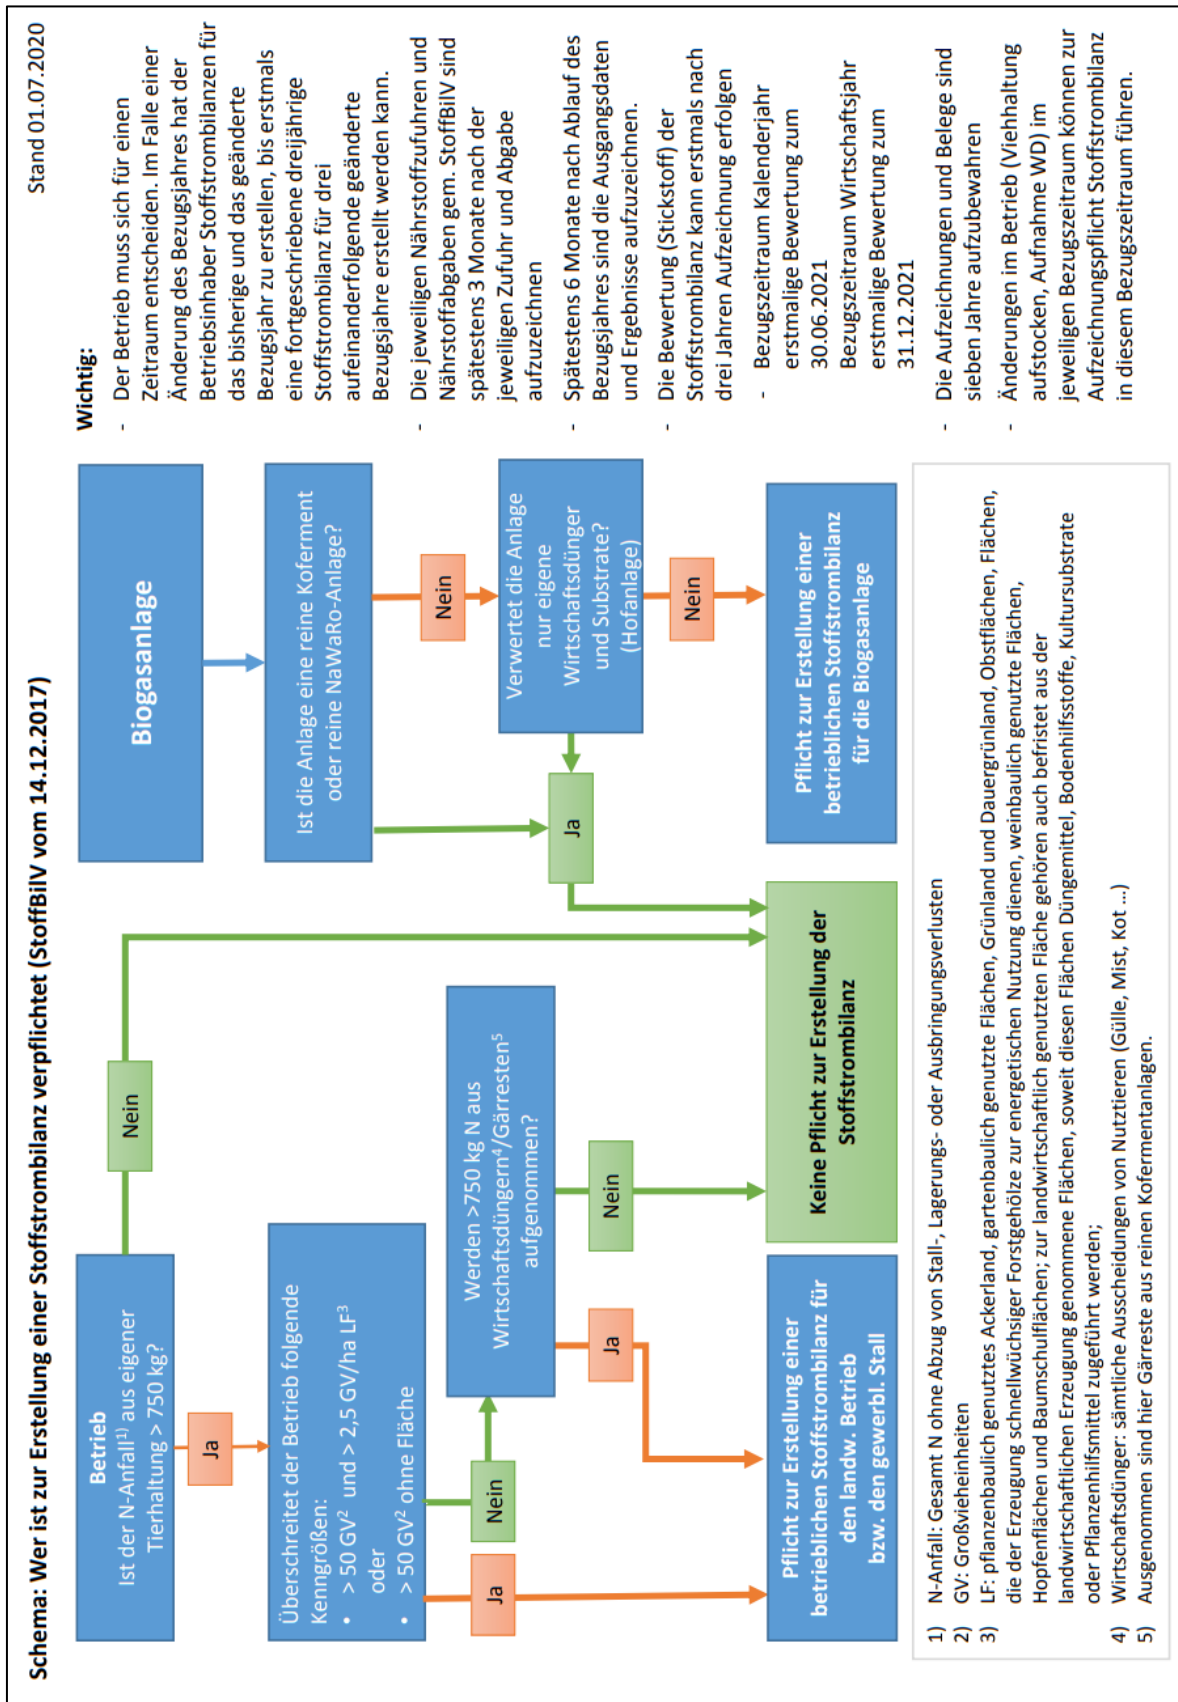 Stand 01.07.2020
Schema: Wer ist zur Erstellung einer Stoffstrombilanz verpflichtet (StoffBilV vom 14.12.2017)
Betrieb
Ist der N-Anfall1) aus eigener
Tierhaltung > 750 kg?
Nein
Ja
Überschreitet der Betrieb folgende
Kenngrößen:
• > 50 GV2 und > 2,5 GV/ha LF3
oder
• > 50 GV2 ohne Fläche
Ja
Nein
Werden >750 kg N aus
Wirtschaftsdüngern4/Gärresten5
aufgenommen?
Ja
Nein
Pflicht zur Erstellung einer
betrieblichen Stoffstrombilanz für
den landw. Betrieb
bzw. den gewerbl. Stall
Keine Pflicht zur Erstellung der
Stoffstrombilanz
Biogasanlage
Ist die Anlage eine reine Koferment
oder reine NaWaRo-Anlage?
Nein
Ja
Verwertet die Anlage
nur eigene
Wirtschaftsdünger
und Substrate?
(Hofanlage)
Nein
Pflicht zur Erstellung einer
betrieblichen Stoffstrombilanz
für die Biogasanlage
Wichtig:
- Der Betrieb muss sich für einen
Zeitraum entscheiden. Im Falle einer
Änderung des Bezugsjahres hat der
Betriebsinhaber Stoffstrombilanzen für
das bisherige und das geänderte
Bezugsjahr zu erstellen, bis erstmals
eine fortgeschriebene dreijährige
Stoffstrombilanz für drei
aufeinanderfolgende geänderte
Bezugsjahre erstellt werden kann.
- Die jeweiligen Nährstoffzufuhren und
Nährstoffabgaben gem. StoffBilV sind
spätestens 3 Monate nach der
jeweiligen Zufuhr und Abgabe
aufzuzeichnen
- Spätestens 6 Monate nach Ablauf des
Bezugsjahres sind die Ausgangsdaten
und Ergebnisse aufzuzeichnen.
- Die Bewertung (Stickstoff) der
Stoffstrombilanz kann erstmals nach
drei Jahren Aufzeichnung erfolgen
- Bezugszeitraum Kalenderjahr
erstmalige Bewertung zum
30.06.2021
Bezugszeitraum Wirtschaftsjahr
erstmalige Bewertung zum
31.12.2021
- Die Aufzeichnungen und Belege sind
sieben Jahre aufzubewahren
- Änderungen im Betrieb (Viehhaltung
aufstocken, Aufnahme WD) im
jeweiligen Bezugszeitraum können zur
Aufzeichnungspflicht Stoffstrombilanz
in diesem Bezugszeitraum führen.
1) N-Anfall: Gesamt N ohne Abzug von Stall-, Lagerungs- oder Ausbringungsverlusten
2) GV: Großvieheinheiten
3) LF: pflanzenbaulich genutztes Ackerland, gartenbaulich genutzte Flächen, Grünland und Dauergrünland, Obstflächen, Flächen,
die der Erzeugung schnellwüchsiger Forstgehölze zur energetischen Nutzung dienen, weinbaulich genutzte Flächen,
Hopfenflächen und Baumschulflächen; zur landwirtschaftlich genutzten Fläche gehören auch befristet aus der
landwirtschaftlichen Erzeugung genommene Flächen, soweit diesen Flächen Düngemittel, Bodenhilfsstoffe, Kultursubstrate
oder Pflanzenhilfsmittel zugeführt werden;
4) Wirtschaftsdünger: sämtliche Ausscheidungen von Nutztieren (Gülle, Mist, Kot ...)
5) Ausgenommen sind hier Gärreste aus reinen Kofermentanlagen.